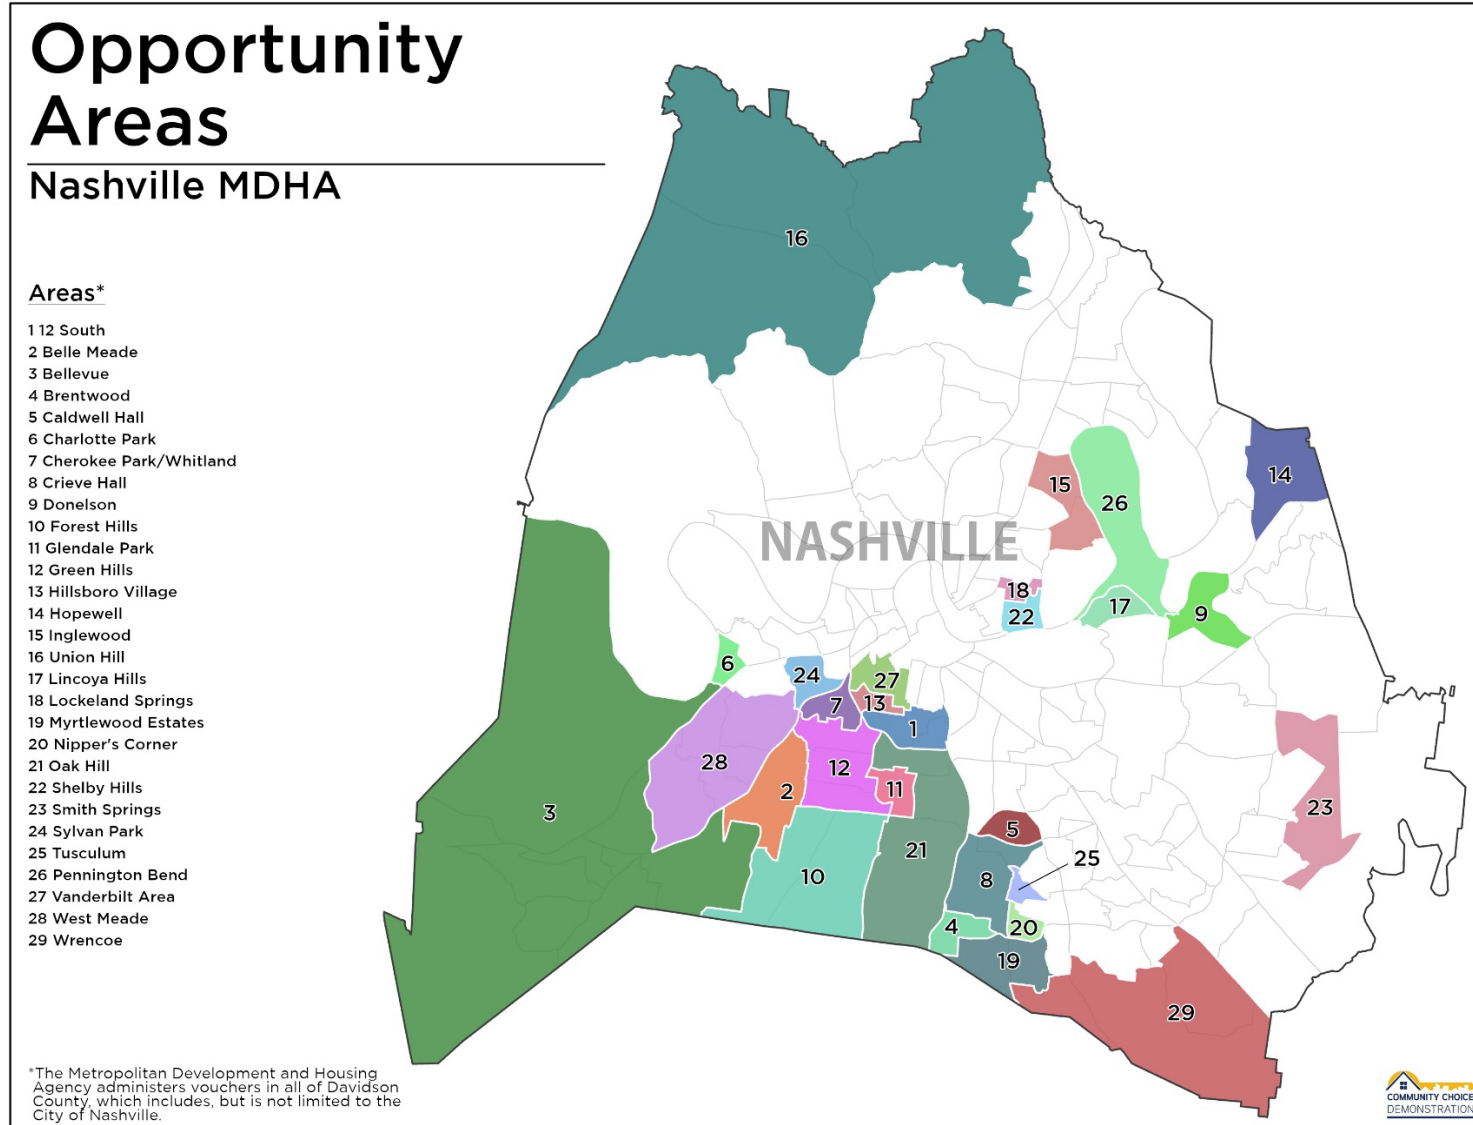 Opportunity
Areas
Nashville MDHA
Areas*
1 12 South
2 Belle Meade
3 Bellevue
4 Brentwood
5 Caldwell Hall
6 Charlotte Park
7 Cherokee Park/Whitland
8 Crieve Hall
9 Donelson
10 Forest Hills
11 Glendale Park
12 Green Hills
13 Hillsboro Village
14 Hopewell
15 Inglewood
16 Union Hill
17 Lincoya Hills
18 Lockeland Springs
19 Myrtlewood Estates
20 Nipper's Corner
21 Oak Hill
22 Shelby Hills
23 Smith Springs
24 Sylvan Park
25 Tusculum
26 Pennington Bend
27 Vanderbilt Area
28 West Meade
29 Wrencoe
*The Metropolitan Development and Housing
Agency administers vouchers in all of Davidson
County, which includes, but is not limited to the
City of Nashville.
16
14
15
26
NASHVILLE
18
22
17
9
6
24
27
7
13
1
28
12
2
11
3
23
5
21
25
10
8
4
20
19
29
COMMUNITY CHOICE
DEMONSTRATION